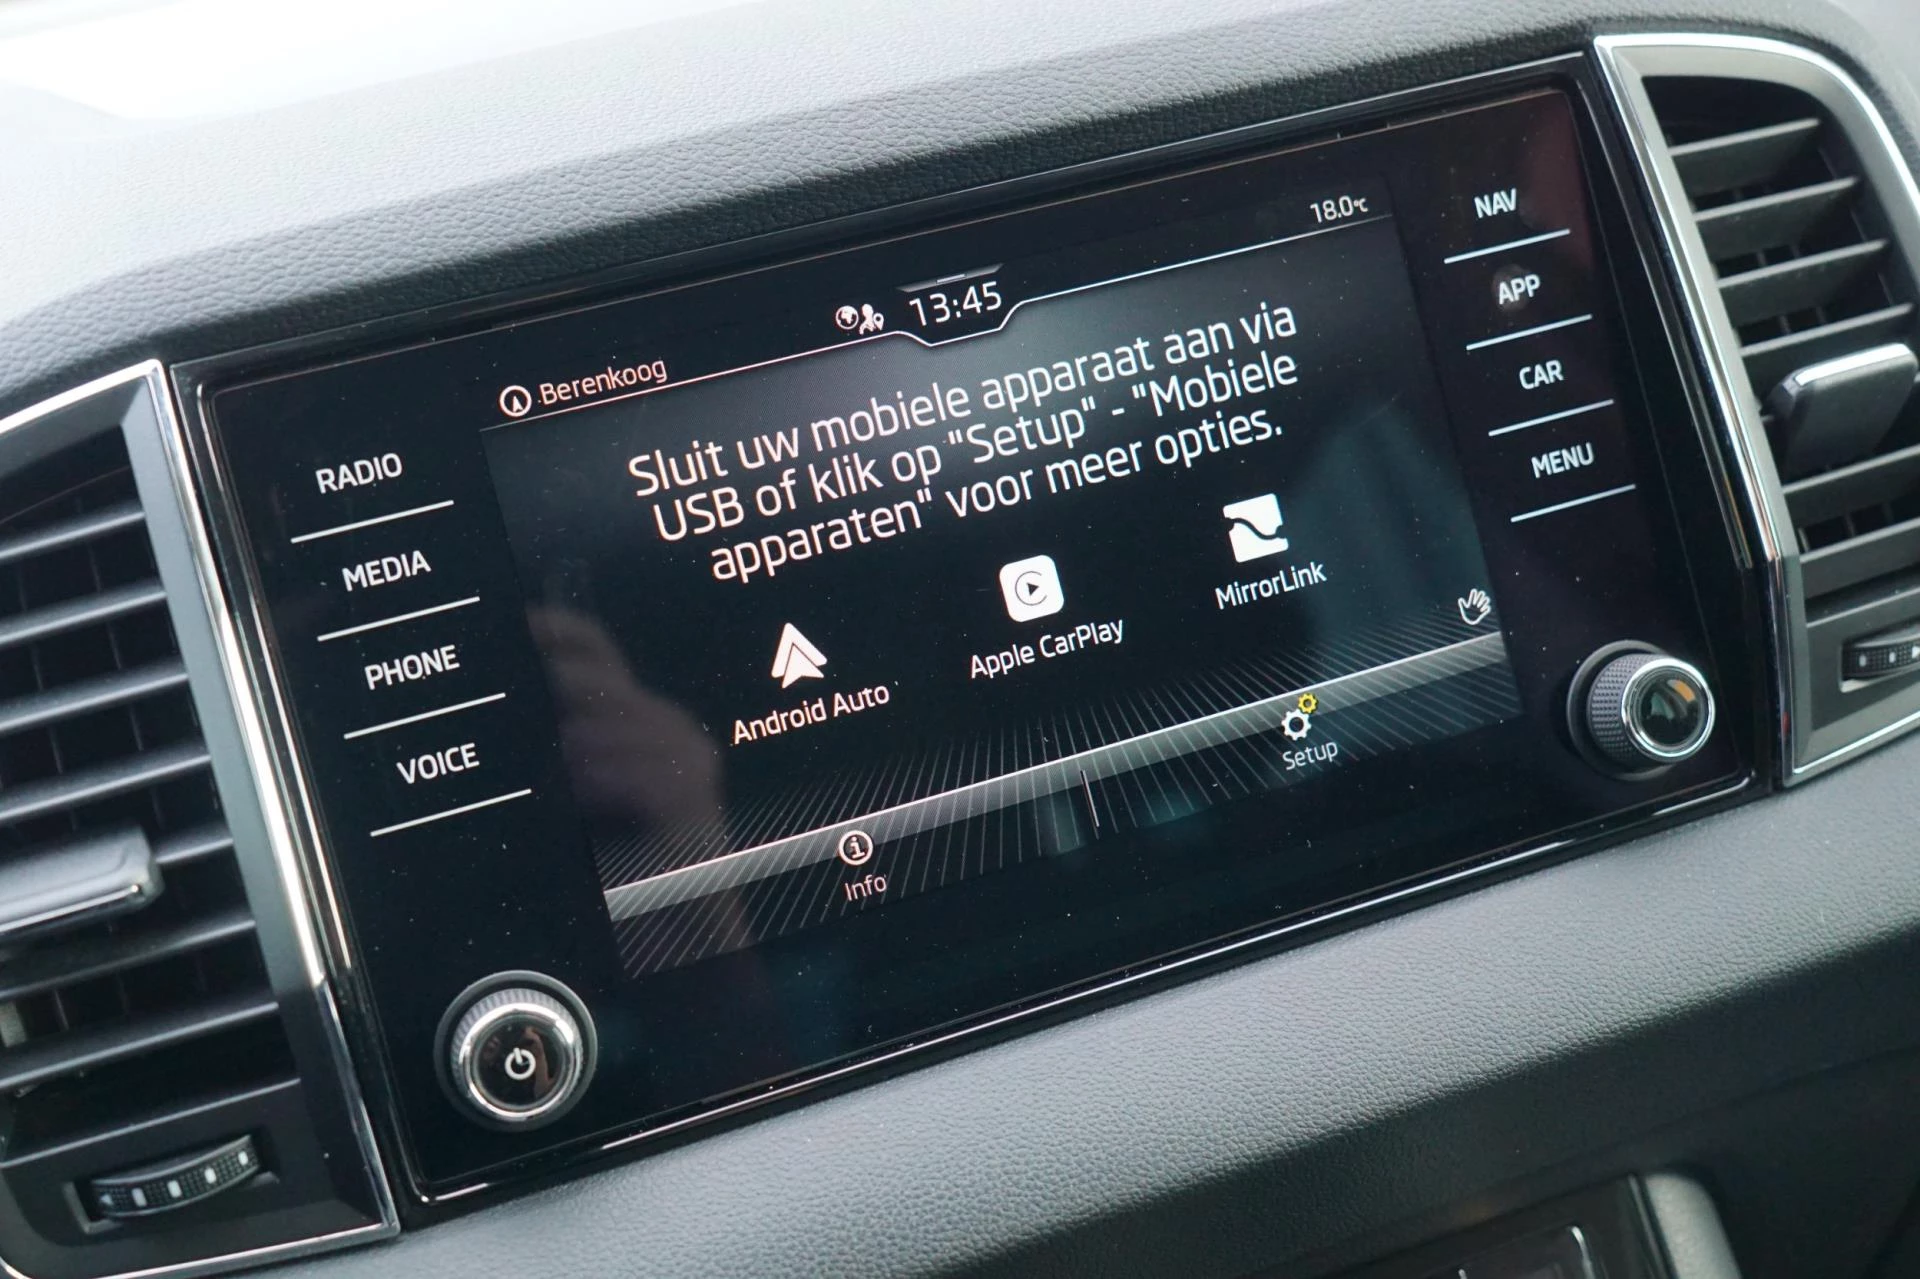 18.0°C
13:45
Berenkoog
Sluit uw mobiele apparaat aan via
USB of klik op "Setup" - "Mobiele
apparaten" voor meer opties.
Android Auto
Apple CarPlay
MirrorLink
Info
Setup
RADIO
MEDIA
PHONE
VOICE
NAV
APP
CAR
MENU